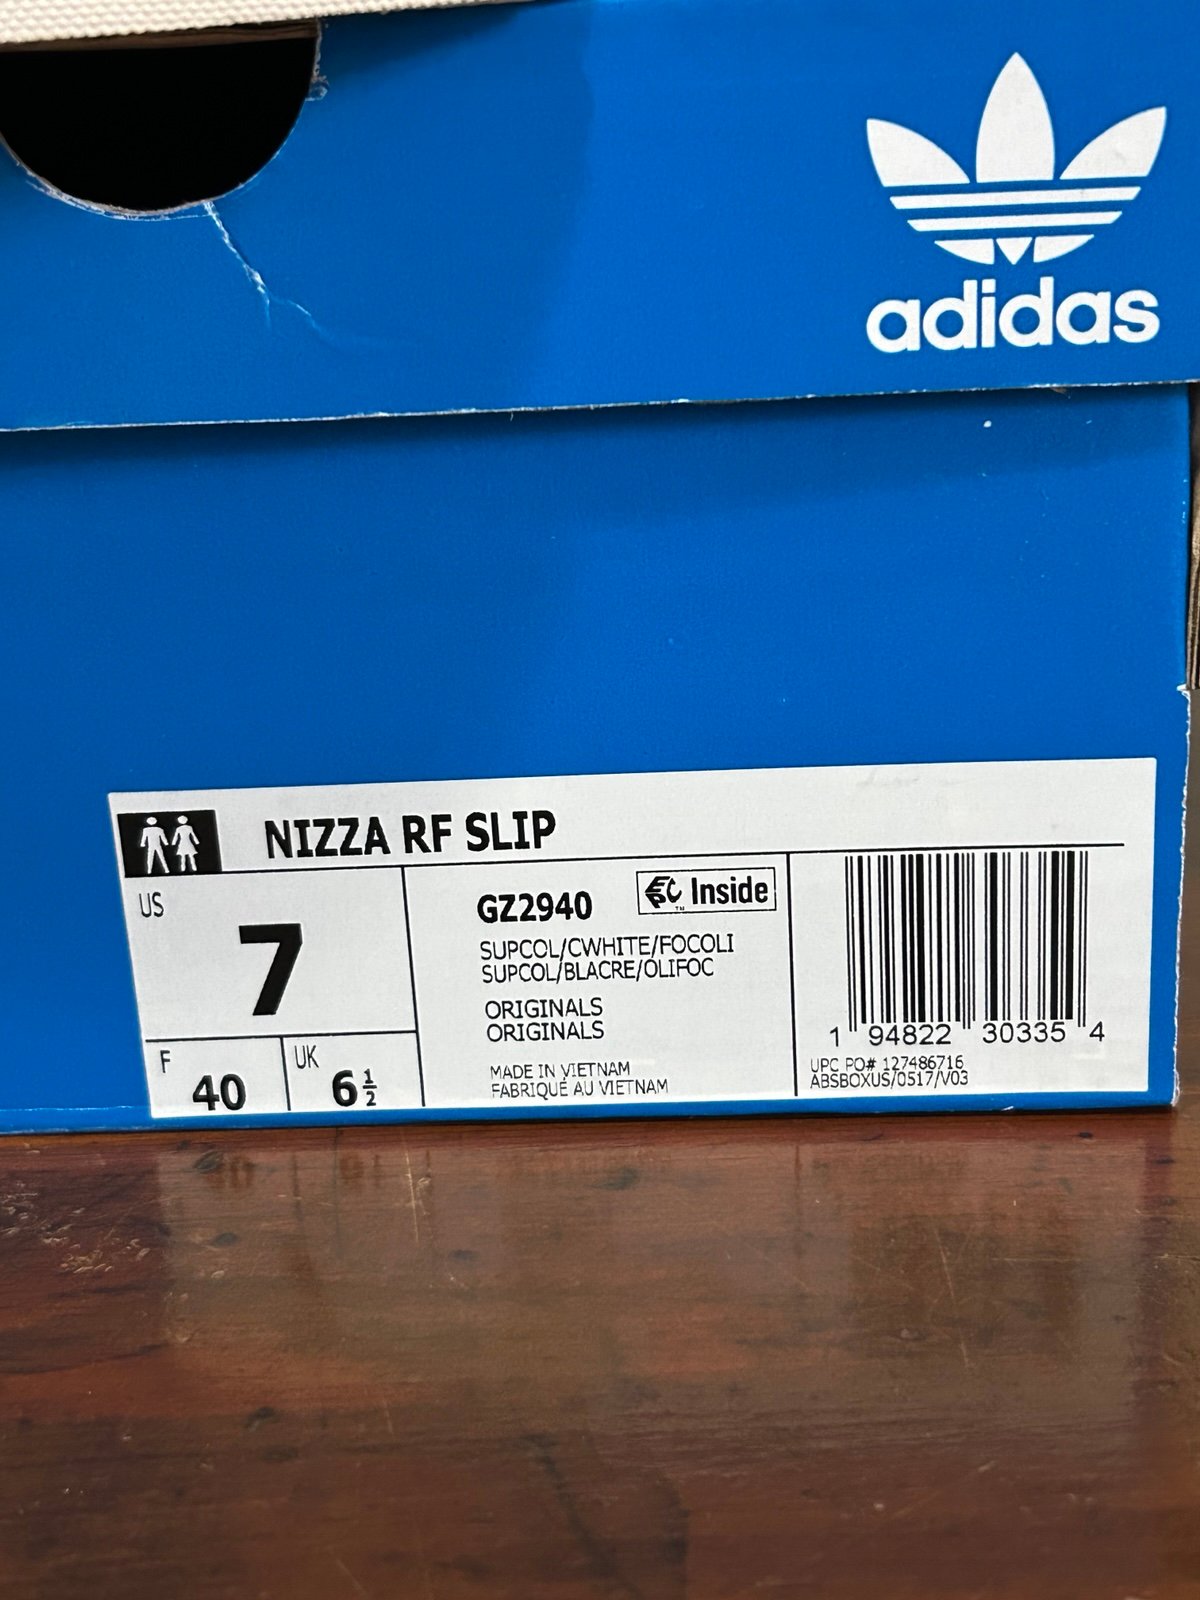 adidas
NIZZA RF SLIP
US
7
F
40
UK
6½
GZ2940
Inside
SUPCOL/CWHITE/FOCOLI
SUPCOL/BLACRE/OLIFOC
ORIGINALS
ORIGINALS
MADE IN VIETNAM
FABRIQUÉ AU VIETNAM
1 94822 30335 4
UPC PO# 127486716
ABSBOXUS/0517/V03